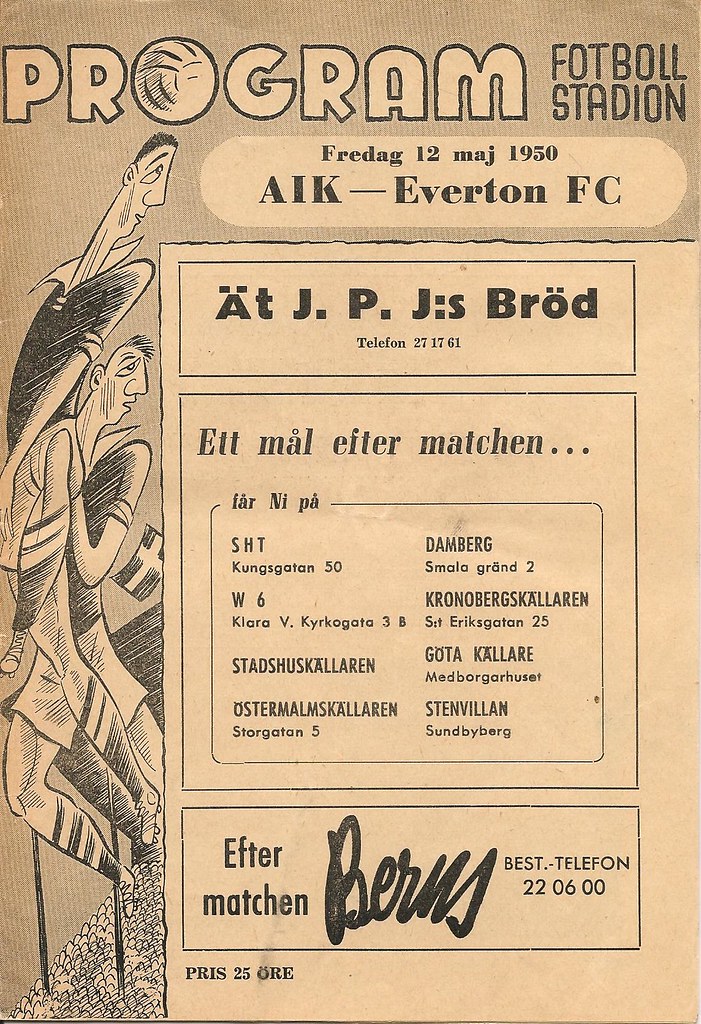 PROGRAM
FOTBOLL
STADION
Fredag 12 maj 1950
AIK — Everton FC
Ät J. P. J:s Bröd
Telefon 27 17 61
Ett mål efter matchen...
får Ni på
SHT
Kungsgatan 50
W 6
Klara V. Kyrkogata 3 B
STADSHUSKÄLLAREN
ÖSTERMALMSKÄLLAREN
Storgatan 5
DAMBERG
Smala gränd 2
KRONOBERGSKÄLLAREN
S:t Eriksgatan 25
GÖTA KÄLLARE
Medborgarhuset
STENVILLAN
Sundbyberg
Efter
matchen
Berns
BEST.-TELEFON
22 06 00
PRIS 25 ÖRE